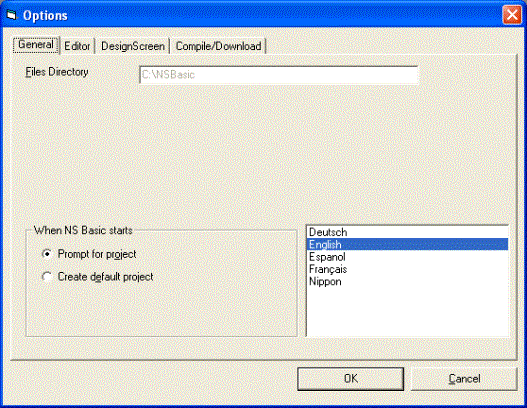 Options
General Editor DesignScreen Compile/Download
Files Directory C:\NSBasic
When NS Basic starts
Prompt for project
Create default project
Deutsch
English
Espanol
Français
Nippon
OK Cancel